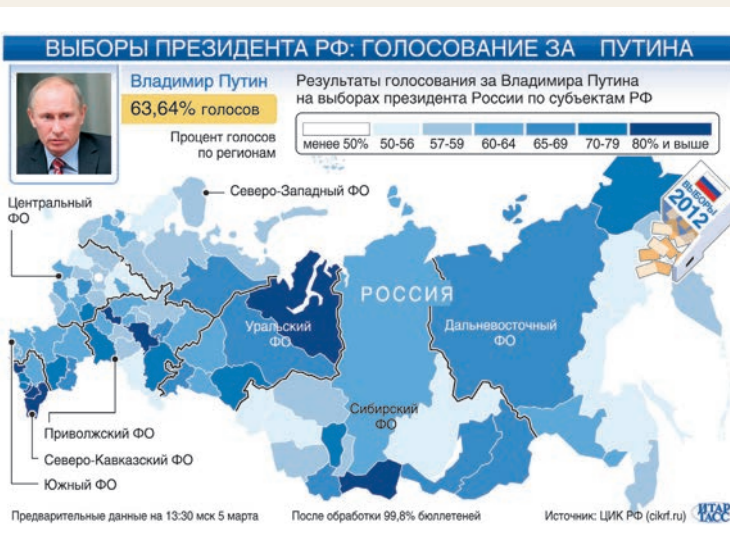 ВЫБОРЫ ПРЕЗИДЕНТА РФ: ГОЛОСОВАНИЕ ЗА ПУТИНА
Владимир Путин
63,64% голосов
Процент голосов
по регионам
Результаты голосования за Владимира Путина
на выборах президента России по субъектам РФ
менее 50% 50-56 57-59 60-64 65-69 70-79 80% и выше
ВЫБОРЫ
2012
Северо-Западный ФО
Центральный
ФО
РОССИЯ
Уральский
ФО
Дальневосточный
ФО
Сибирский
ФО
Приволжский ФО
Северо-Кавказский ФО
Южный ФО
Предварительные данные на 13:30 мск 5 марта
После обработки 99,8% бюллетеней
Источник: ЦИК РФ (cikrf.ru)
ИТАР
ТАСС